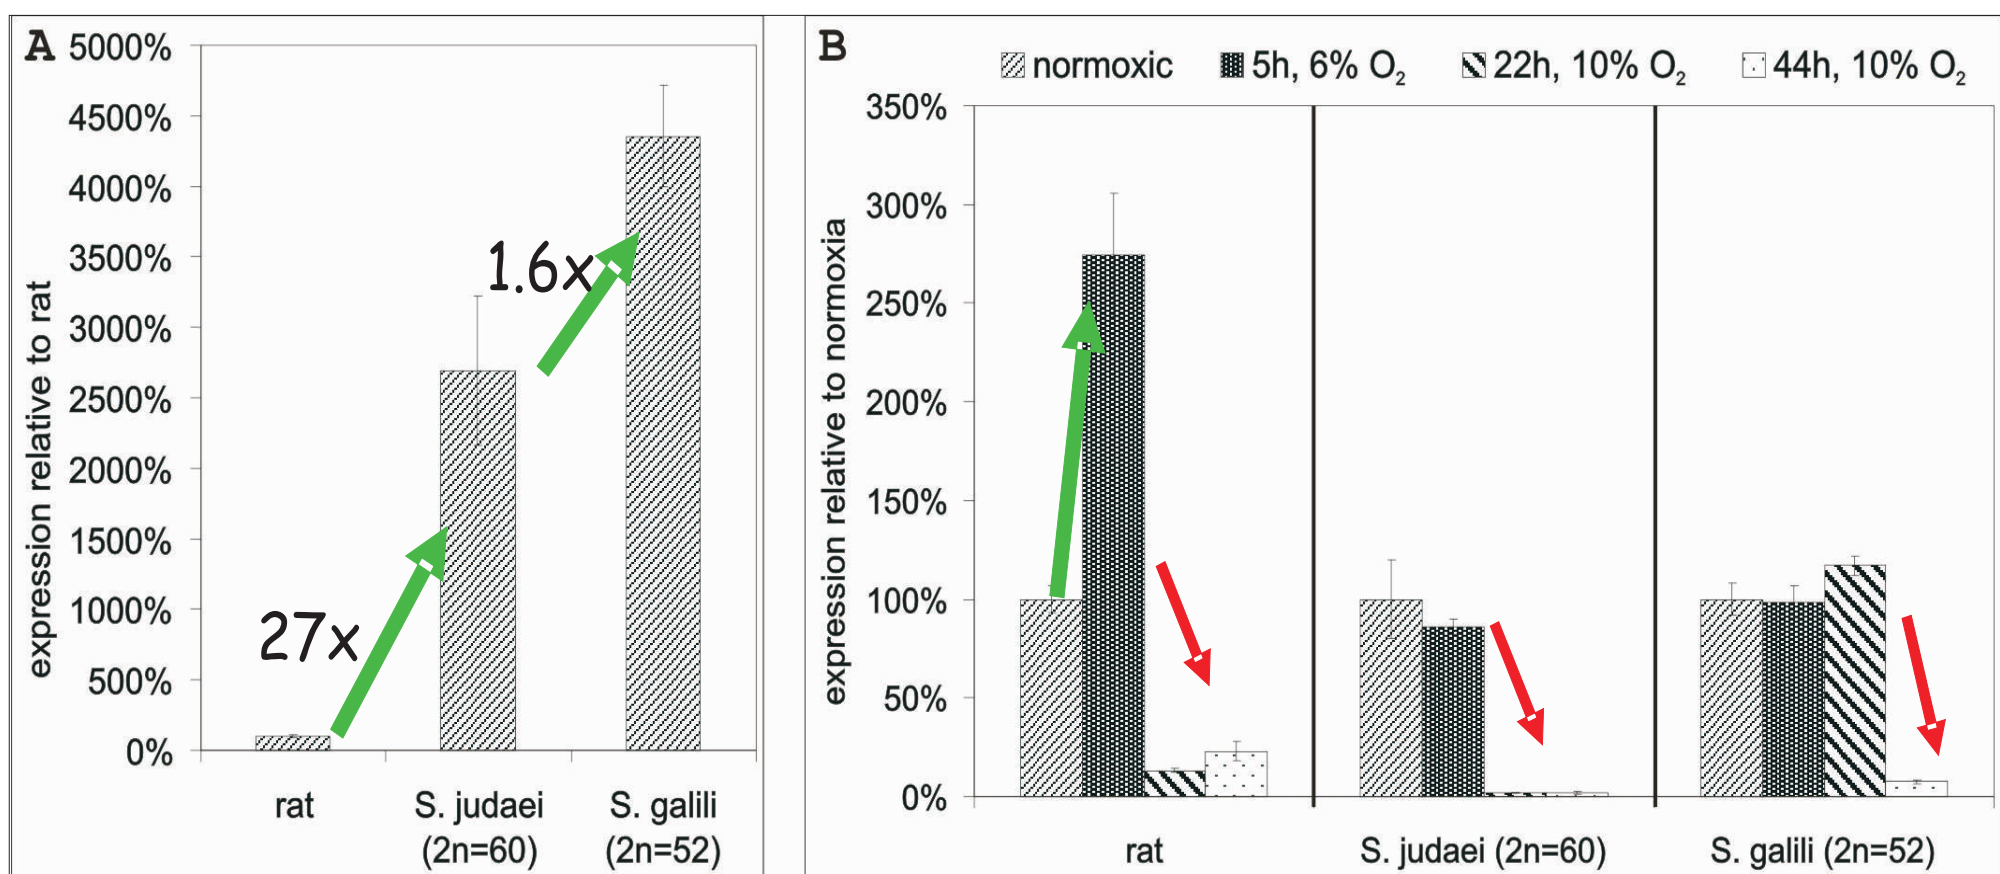 A
5000%
4500%
4000%
3500%
3000%
2500%
2000%
1500%
1000%
500%
0%
expression relative to rat
27x
1.6x
rat
S. judaei
(2n=60)
S. galili
(2n=52)
B
normoxic
5h, 6% O₂
22h, 10% O₂
44h, 10% O₂
350%
300%
250%
200%
150%
100%
50%
0%
expression relative to normoxia
rat
S. judaei (2n=60)
S. galili (2n=52)